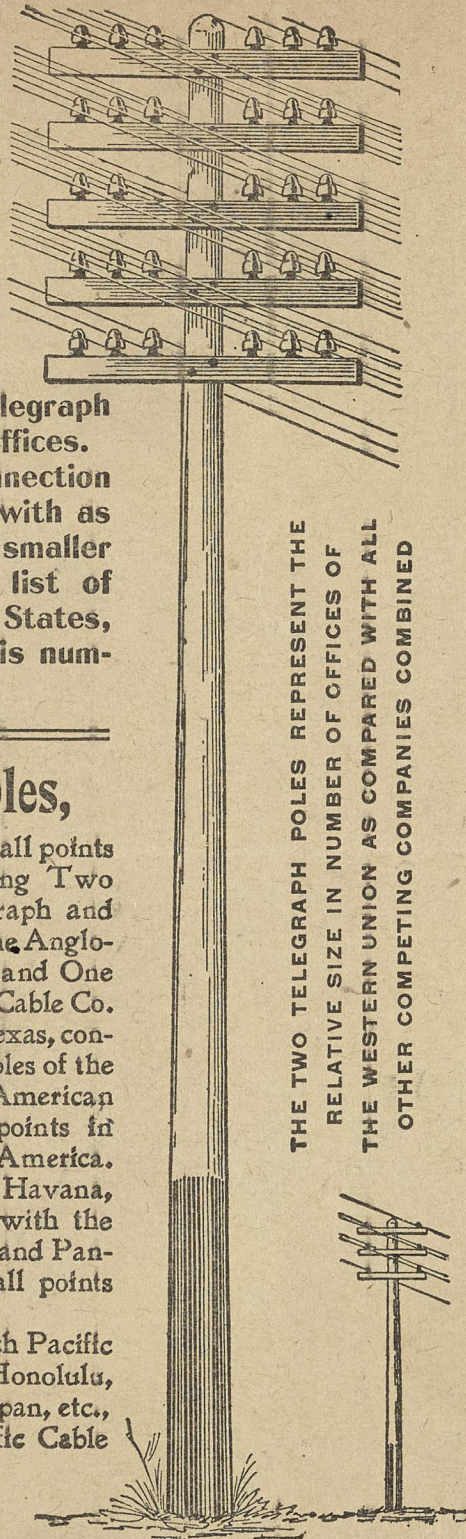 legraph
ffices.
nnection
with as
smaller
list of
States,
is num-
les,
all points
ng Two
raph and
e Anglo-
and One
Cable Co.
exas, con-
les of the
American
points in
America.
Havana,
with the
and Pan-
all points
h Pacific
Honolulu,
pan, etc.,
fic Cable
THE TWO TELEGRAPH POLES REPRESENT THE
RELATIVE SIZE IN NUMBER OF OFFICES OF
THE WESTERN UNION AS COMPARED WITH ALL
OTHER COMPETING COMPANIES COMBINED